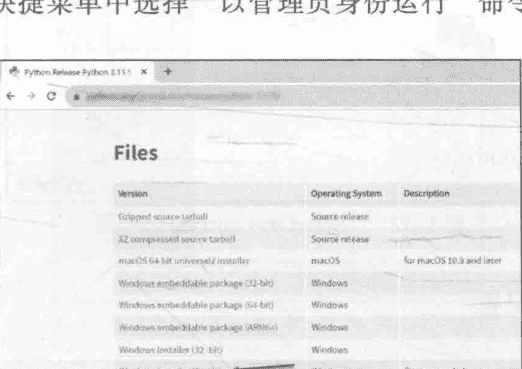 快捷菜单中选择“以管理员身份运行”命令
Python Release Python 3.11.5
Files
Version Operating System Description
Gzipped source tarball Source release
XZ compressed source tarball Source release
macOS 64-bit universal2 installer macOS for macOS 10.9 and later
Windows embeddable package (32-bit) Windows
Windows embeddable package (64-bit) Windows
Windows embeddable package (ARM64) Windows
Windows installer (32-bit) Windows